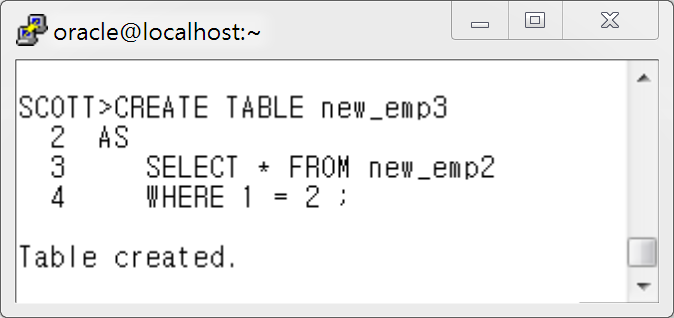 oracle@localhost:~
SCOTT>CREATE TABLE new_emp3
2 AS
3 SELECT * FROM new_emp2
4 WHERE 1 = 2 ;
Table created.